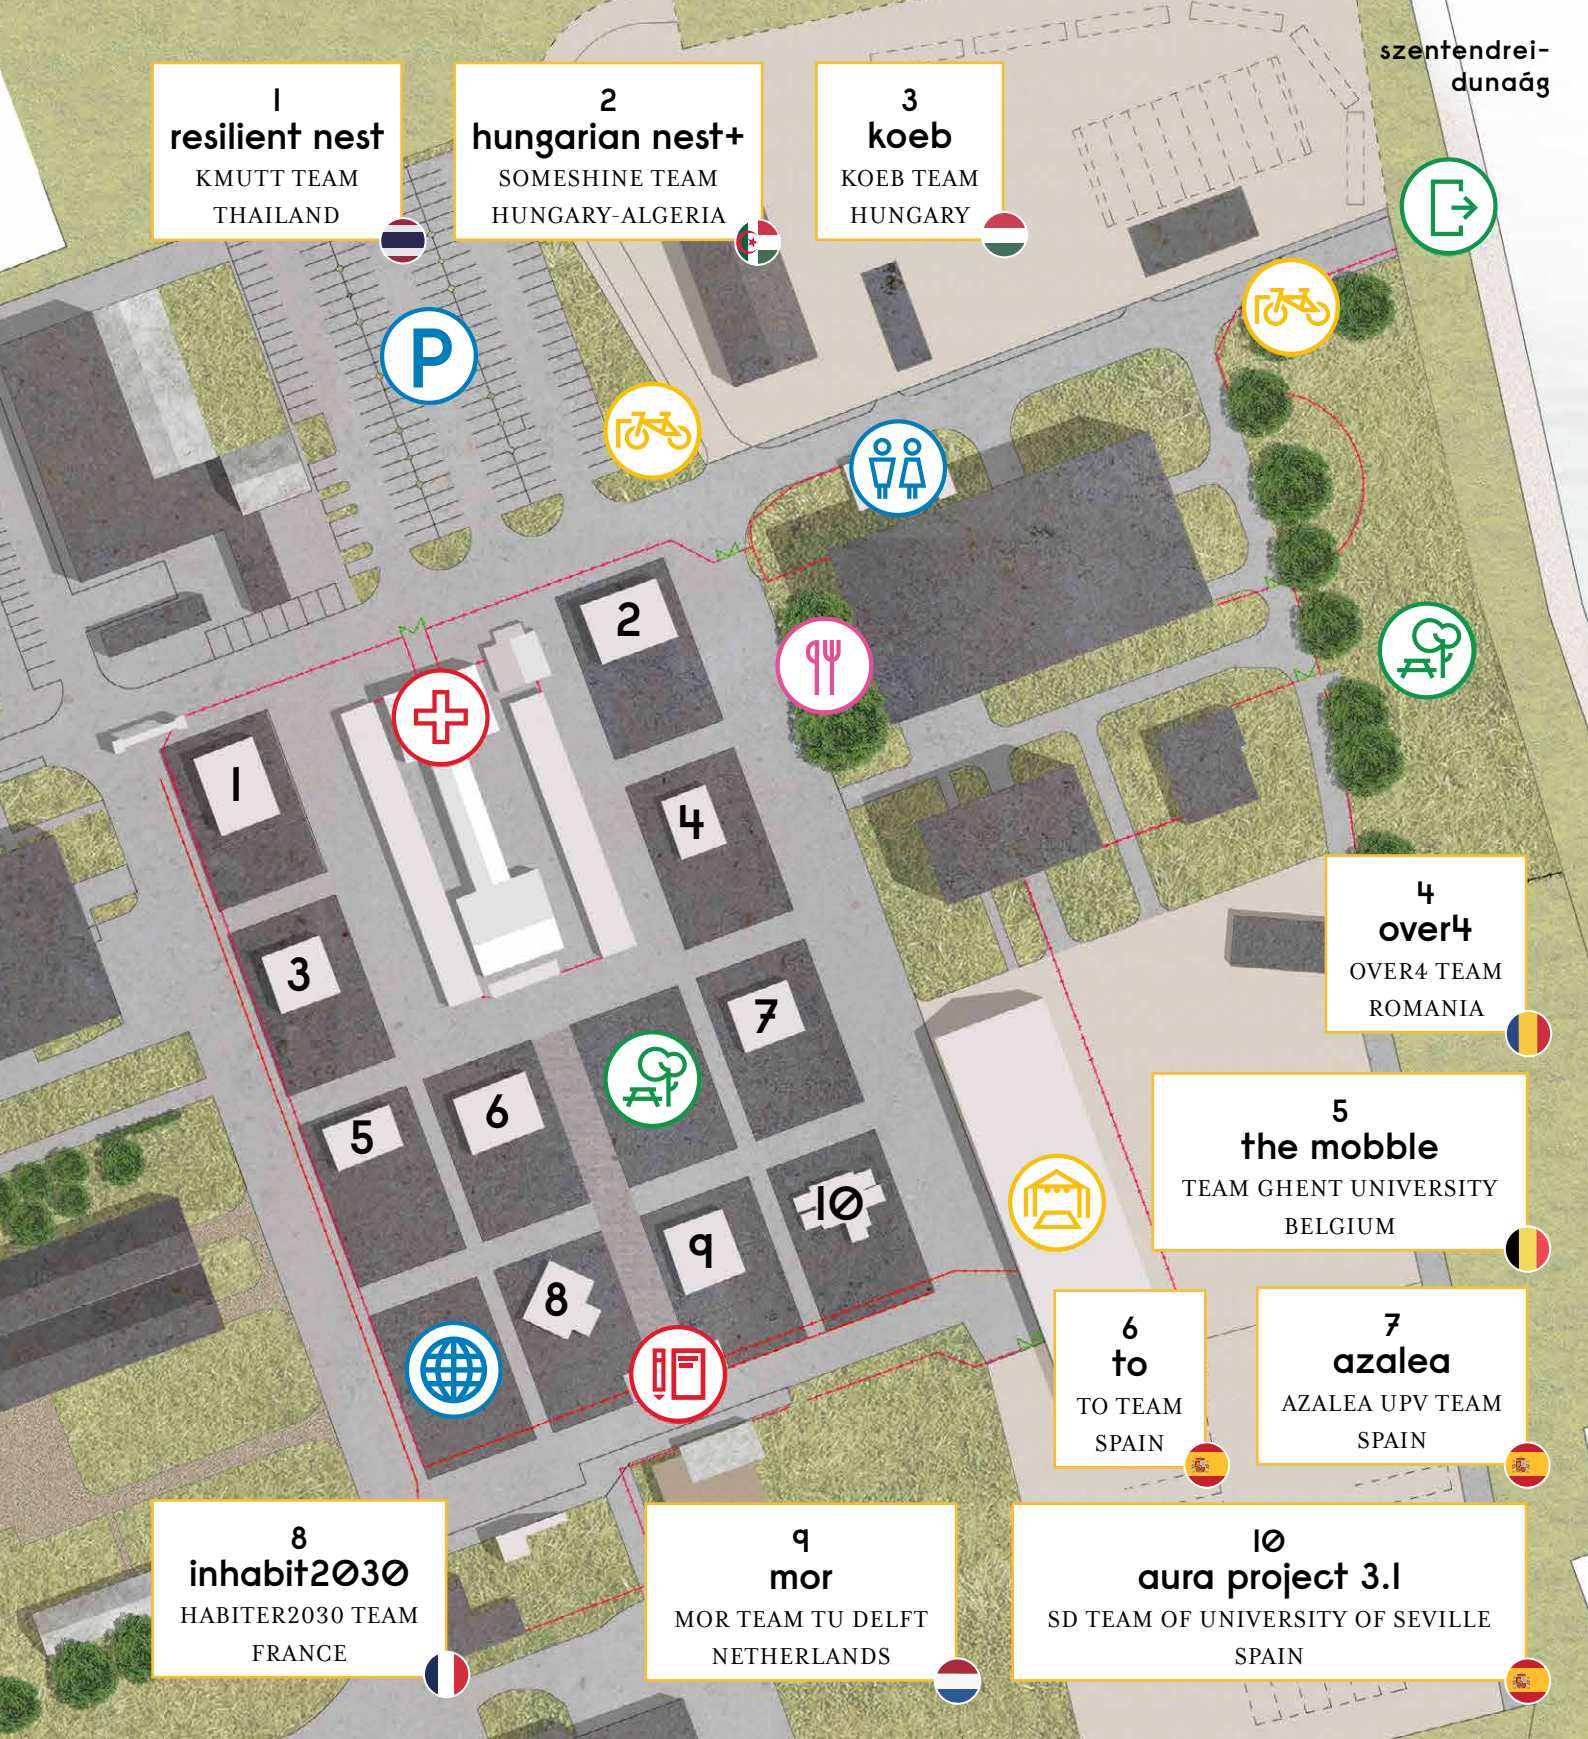 szentendrei-
dunaág
1
resilient nest
KMUTT TEAM
THAILAND
2
hungarian nest+
SOMESHINE TEAM
HUNGARY-ALGERIA
3
koeb
KOEB TEAM
HUNGARY
P
2
1
4
3
7
6
5
10
9
8
4
over4
OVER4 TEAM
ROMANIA
5
the mobble
TEAM GHENT UNIVERSITY
BELGIUM
6
to
TO TEAM
SPAIN
7
azalea
AZALEA UPV TEAM
SPAIN
8
inhabit2030
HABITER2030 TEAM
FRANCE
9
mor
MOR TEAM TU DELFT
NETHERLANDS
10
aura project 3.1
SD TEAM OF UNIVERSITY OF SEVILLE
SPAIN